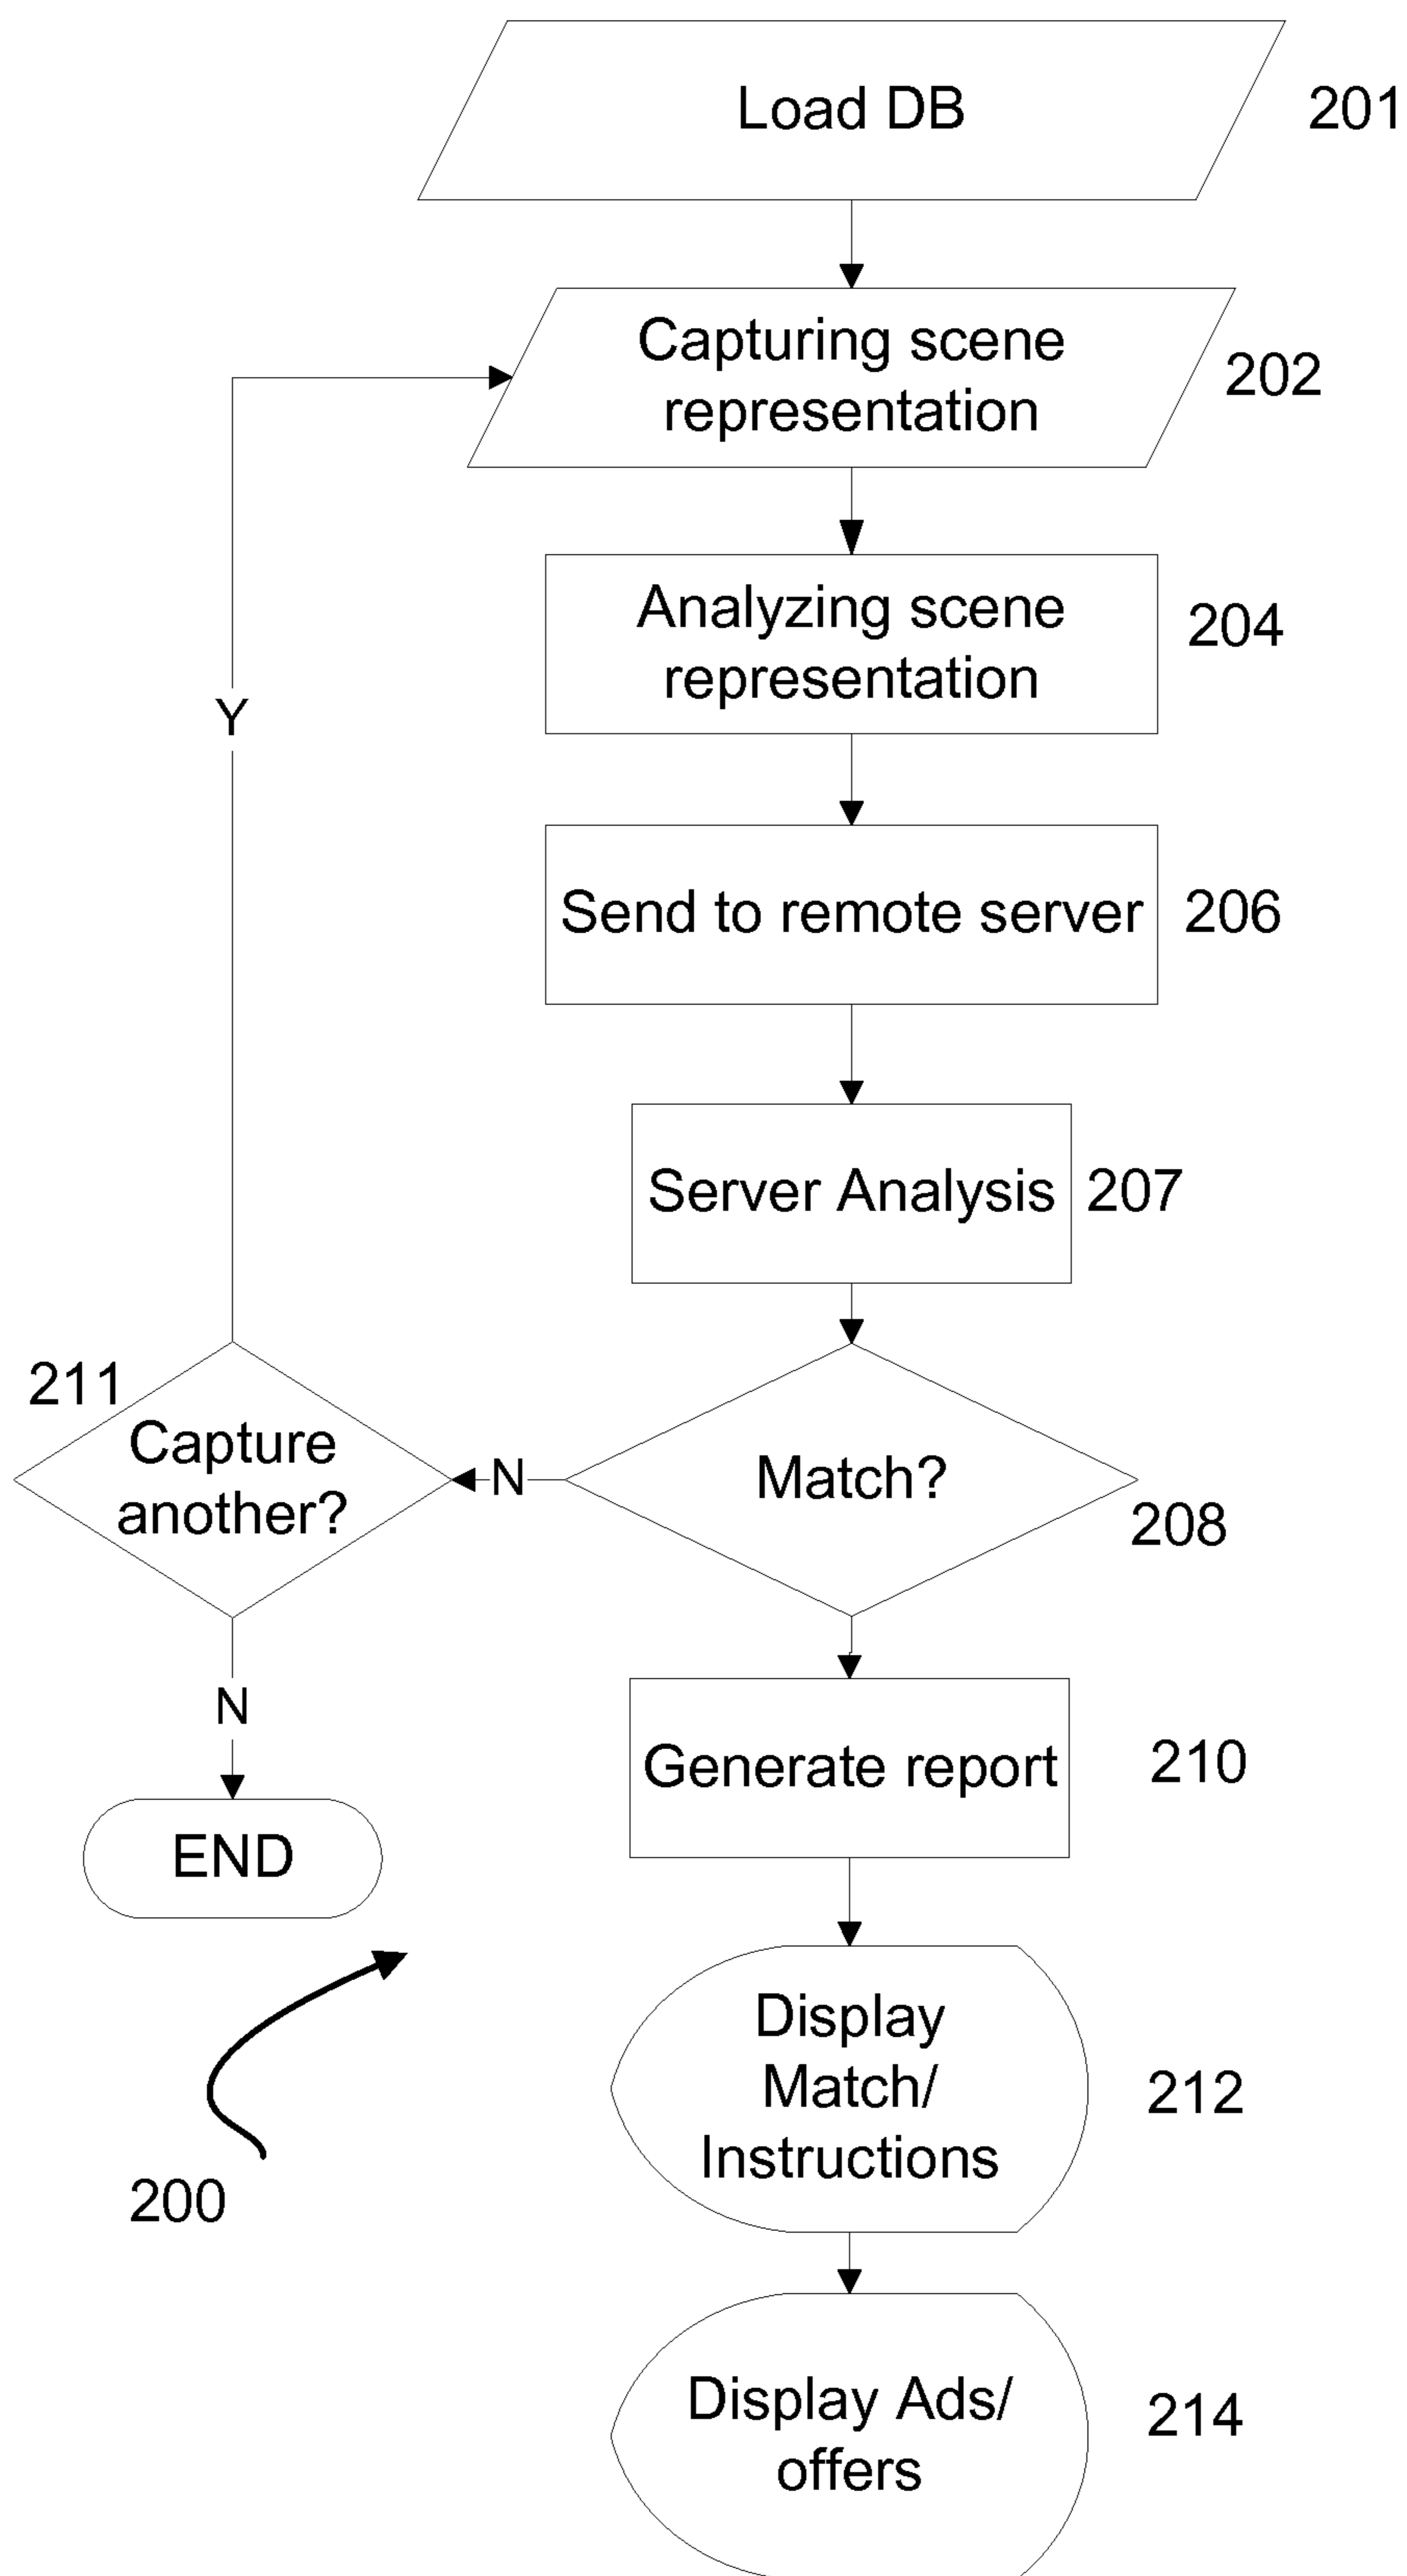 Load DB
201
Capturing scene
representation
202
Analyzing scene
representation
204
Send to remote server
206
Server Analysis
207
Y
211
Capture
another?
N
Match?
208
N
END
Generate report
210
Display
Match/
Instructions
212
200
Display Ads/
offers
214